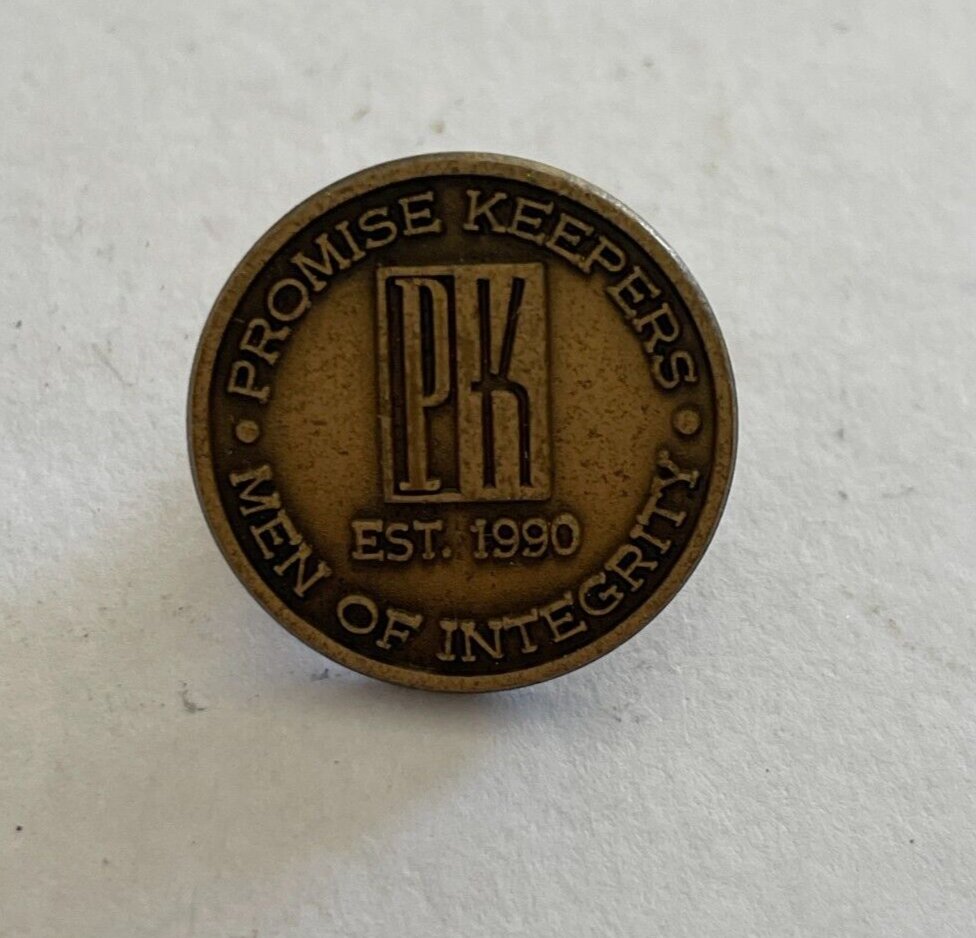 PROMISE KEEPERS
PK
EST. 1990
MEN OF INTEGRITY